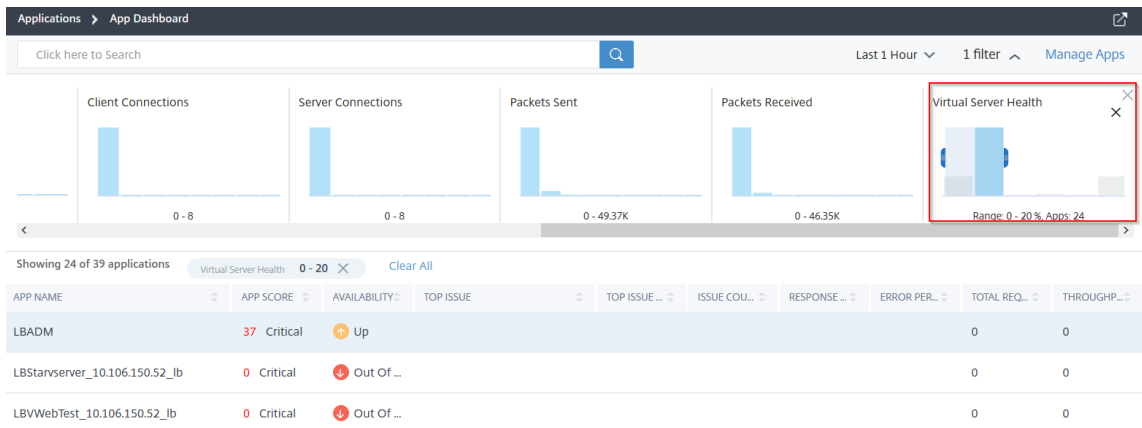 Applications > App Dashboard
Click here to Search
Last 1 Hour 1 filter Manage Apps
Client Connections Server Connections Packets Sent Packets Received Virtual Server Health
0 - 8 0 - 8 0 - 49.37K 0 - 46.35K Range: 0 - 20 %, Apps: 24
Showing 24 of 39 applications Virtual Server Health 0 - 20 Clear All
APP NAME APP SCORE AVAILABILITY TOP ISSUE TOP ISSUE ... ISSUE COU... RESPONSE ... ERROR PER... TOTAL REQ... THROUGHP...
LBADM 37 Critical Up 0 0
LBStarvserver_10.106.150.52_lb 0 Critical Out Of ... 0 0
LBVWebTest_10.106.150.52_lb 0 Critical Out Of ... 0 0